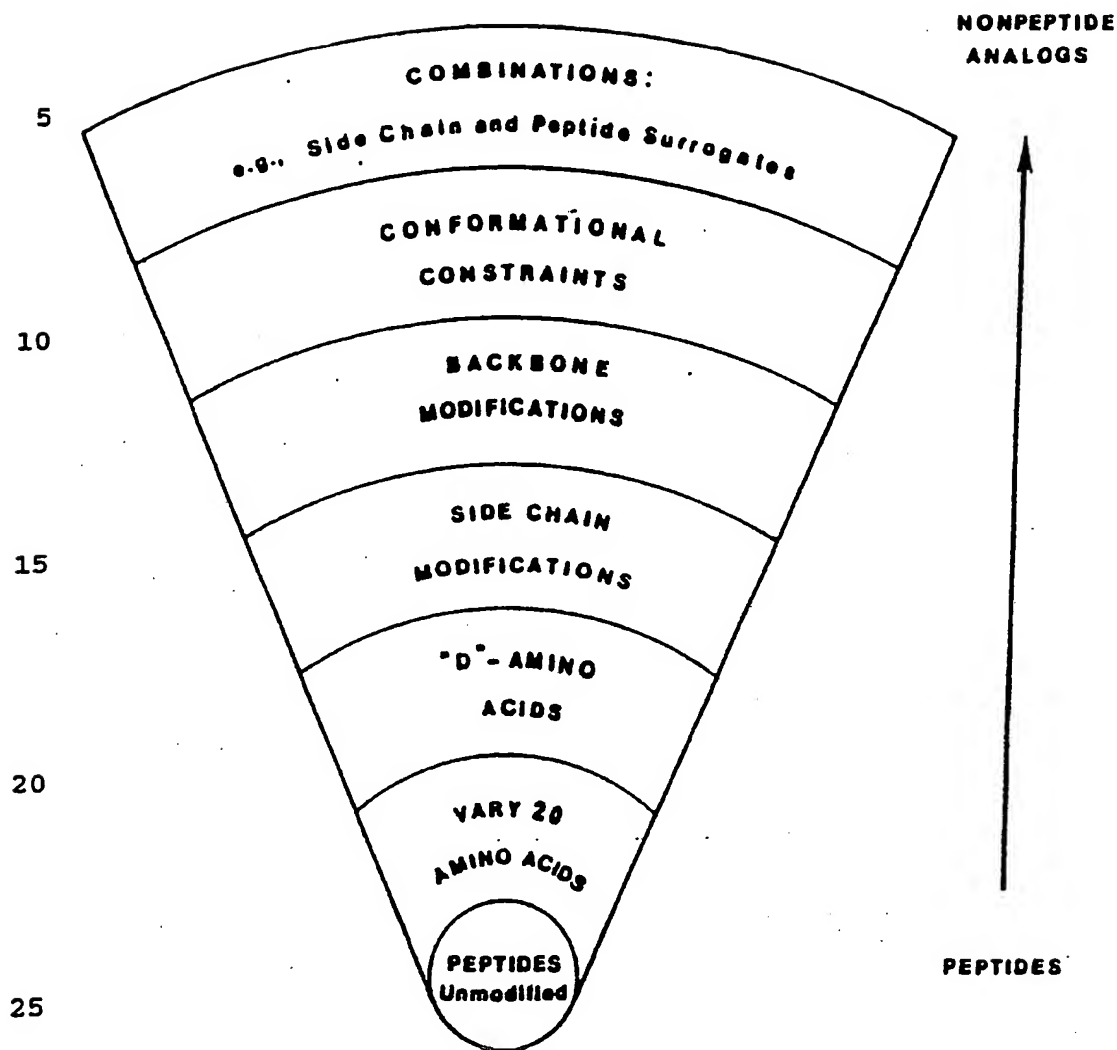 NONPEPTIDE
ANALOGS
COMBINATIONS:
5
e.g., Side Chain and Peptide Surrogates
CONFORMATIONAL
CONSTRAINTS
10
BACKBONE
MODIFICATIONS
SIDE CHAIN
15
MODIFICATIONS
"D"-AMINO
ACIDS
20
VARY 20
AMINO ACIDS
PEPTIDES
Unmodified
PEPTIDES
25